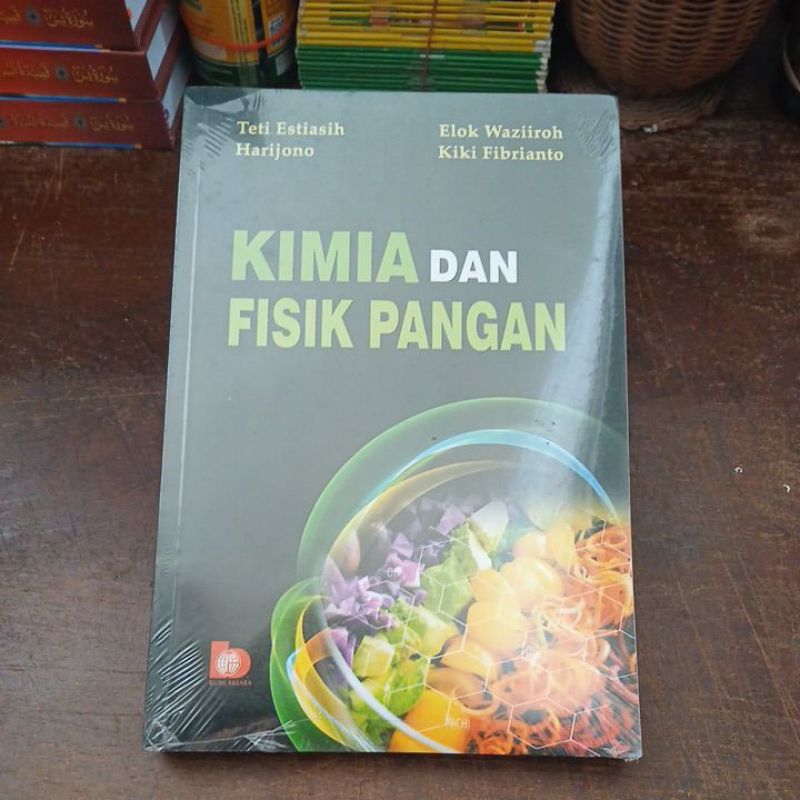 Teti Estiasih
Harijono
Elok Waziiroh
Kiki Fibrianto
KIMIA DAN
FISIK PANGAN
BUMI AKSARA